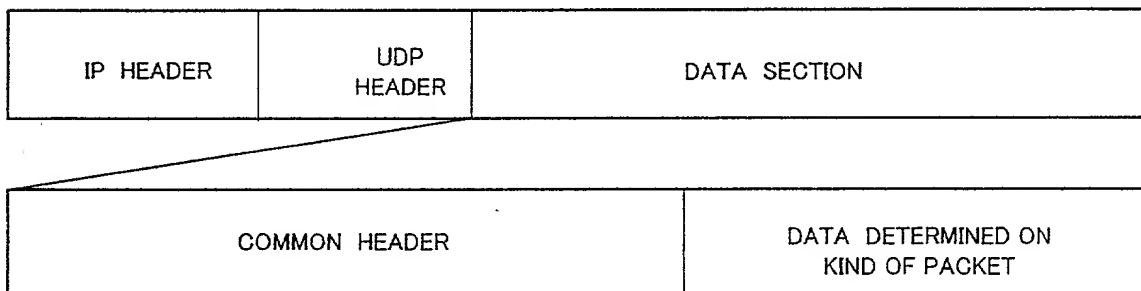 IP HEADER
UDP
HEADER
DATA SECTION
COMMON HEADER
DATA DETERMINED ON
KIND OF PACKET